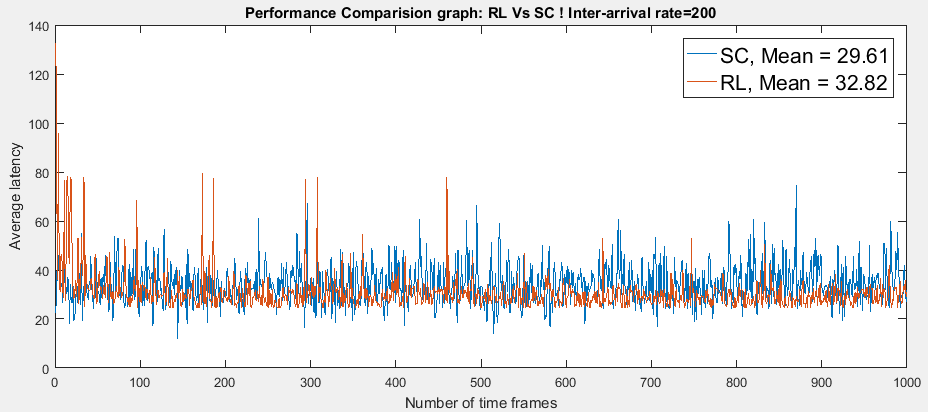 Performance Comparision graph: RL Vs SC ! Inter-arrival rate=200
140
120
100
80
60
40
20
0
Average latency
SC, Mean = 29.61
RL, Mean = 32.82
0 100 200 300 400 500 600 700 800 900 1000
Number of time frames